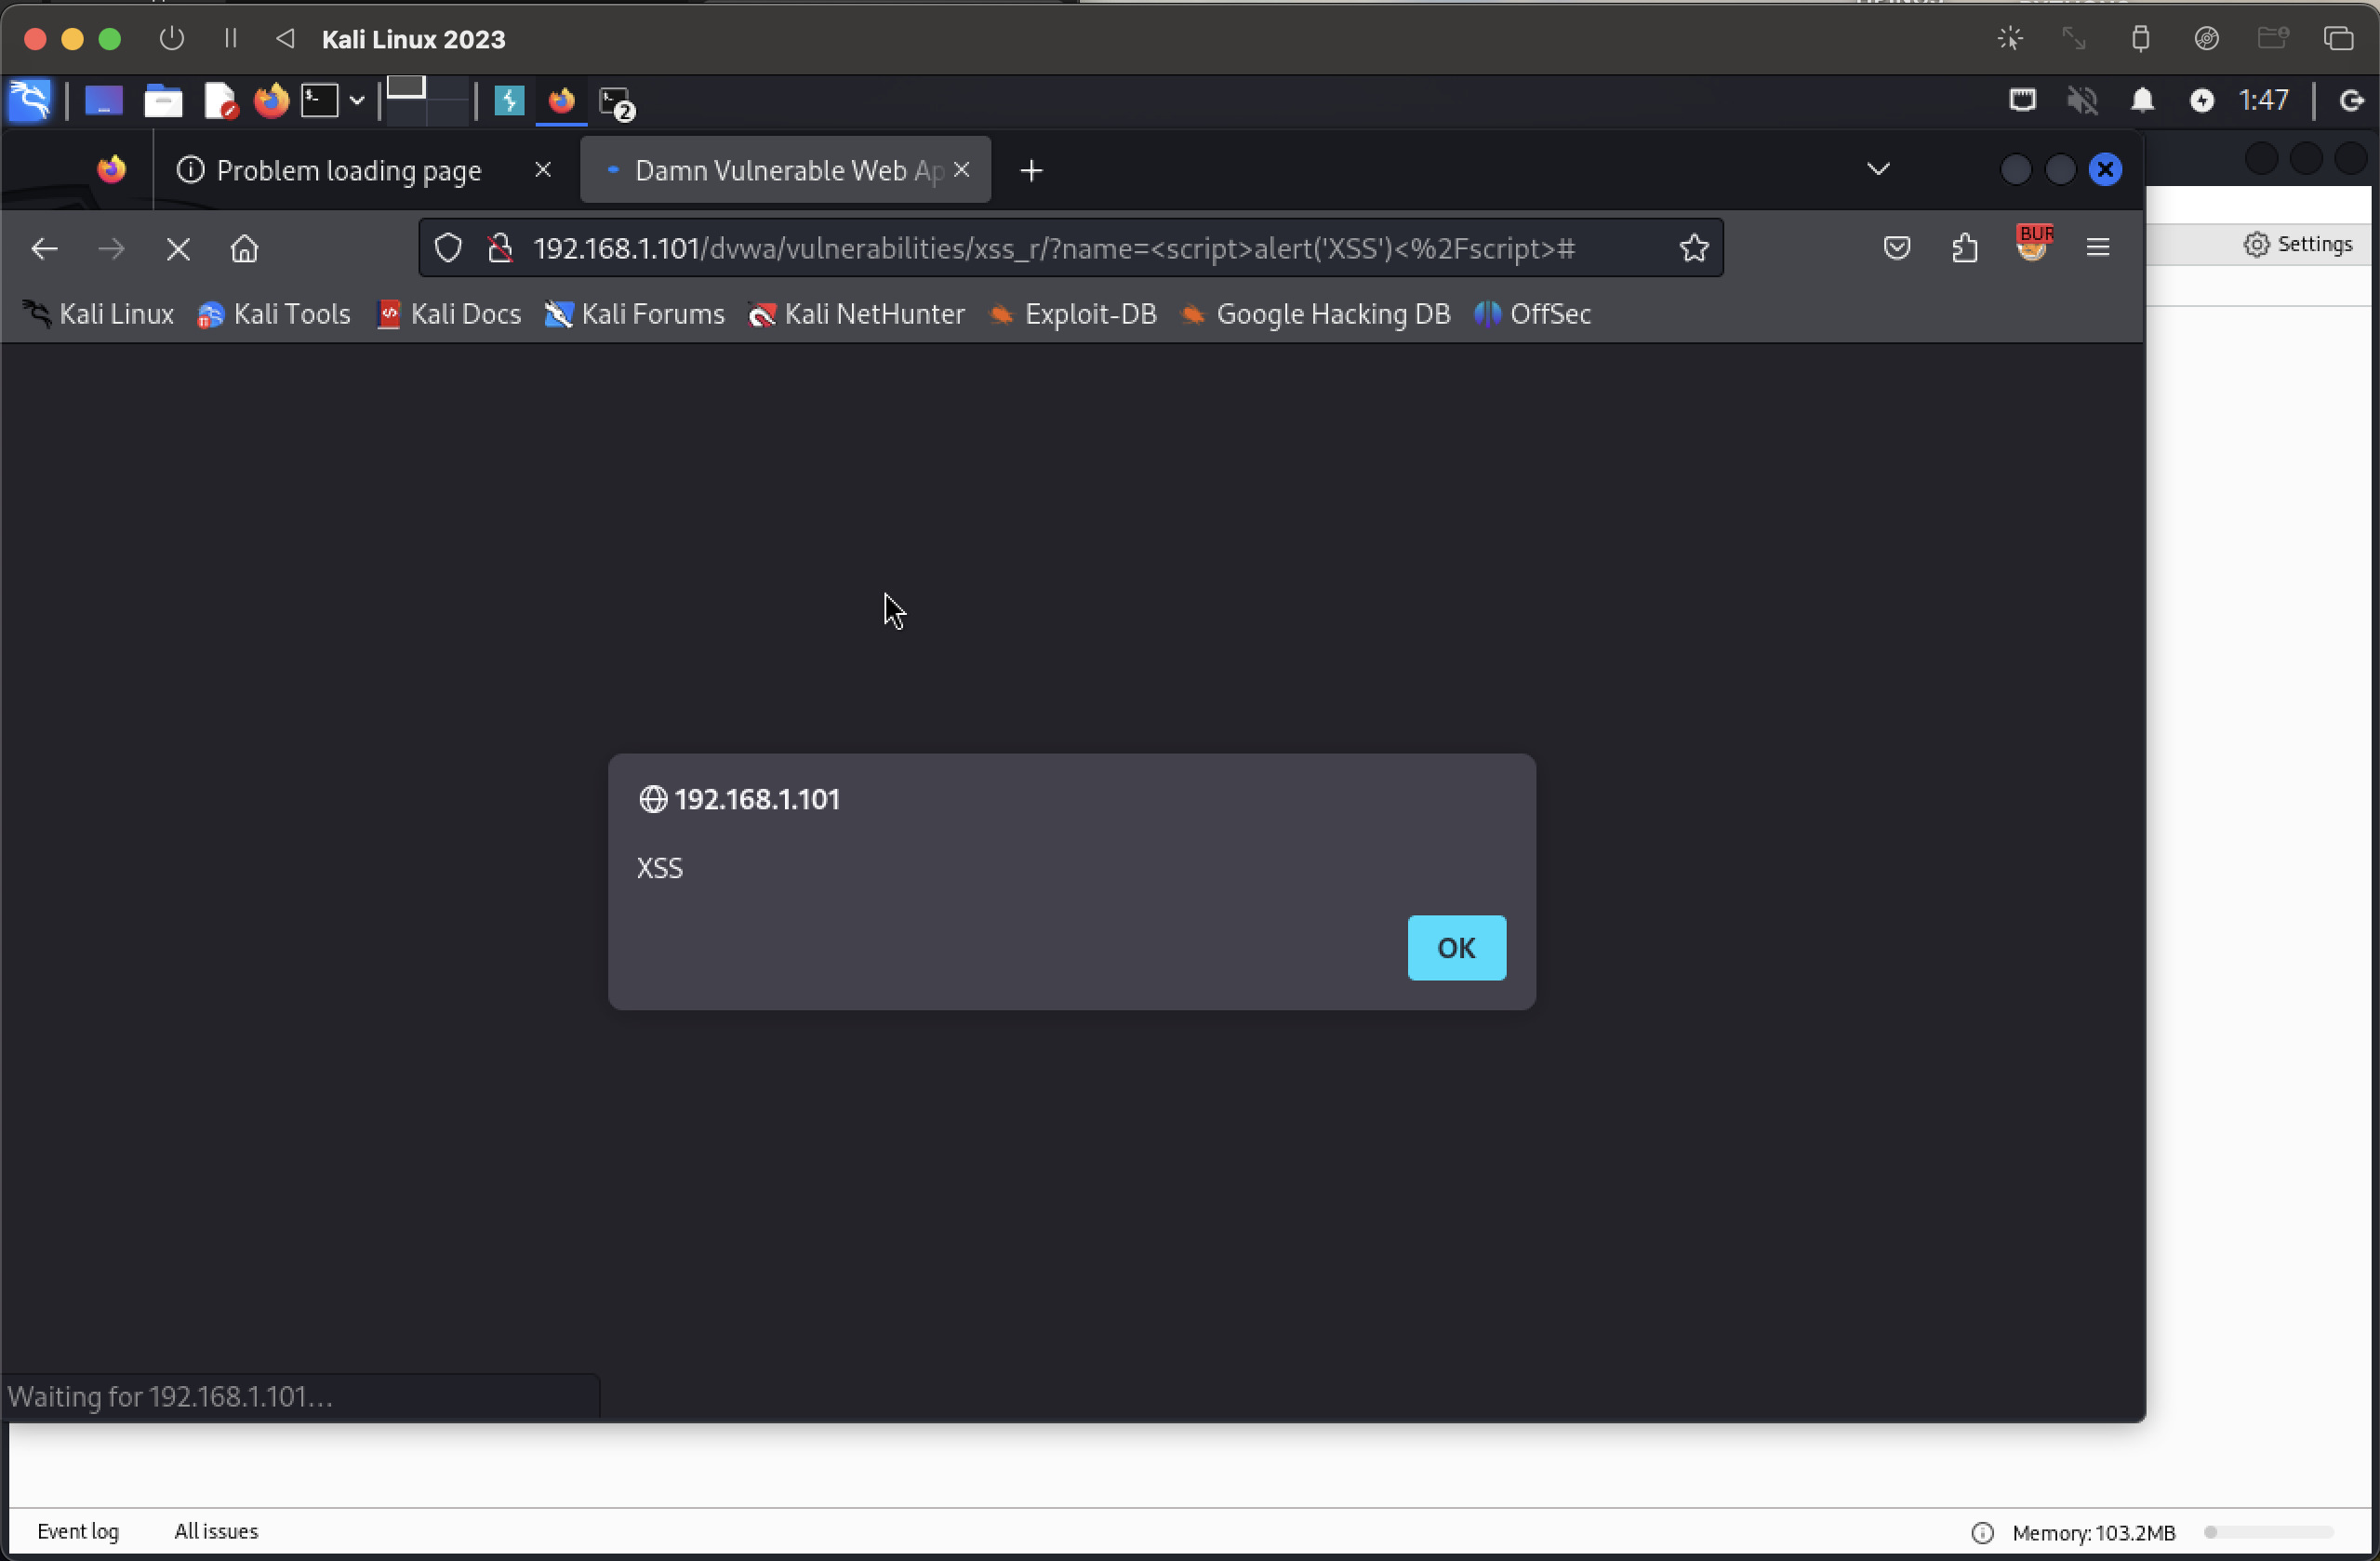 Kali Linux 2023
2
1:47
Problem loading page
Damn Vulnerable Web Ap
192.168.1.101/dvwa/vulnerabilities/xss_r/?name=<script>alert('XSS')<%2Fscript>#
BUR
Settings
Kali Linux
Kali Tools
Kali Docs
Kali Forums
Kali NetHunter
Exploit-DB
Google Hacking DB
OffSec
192.168.1.101
XSS
OK
Waiting for 192.168.1.101…
Event log
All issues
Memory: 103.2MB